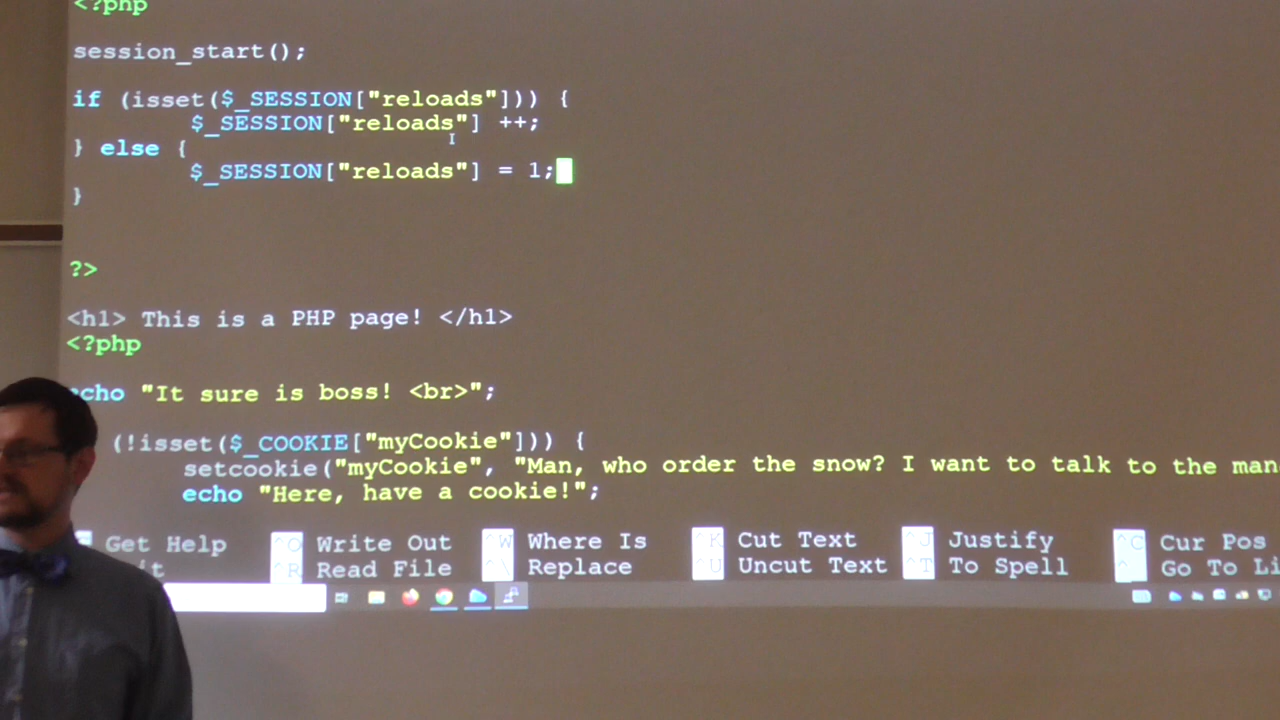 <?php
session_start();
if (isset($_SESSION["reloads"])) {
$_SESSION["reloads"] ++;
} else {
$_SESSION["reloads"] = 1;
}
?>
<h1> This is a PHP page! </h1>
<?php
echo "It sure is boss! <br>";
(!isset($_COOKIE["myCookie"])) {
setcookie("myCookie", "Man, who order the snow? I want to talk to the man
echo "Here, have a cookie!";
Get Help ^O Write Out ^W Where Is ^K Cut Text ^J Justify ^C Cur Pos
^R Read File ^\ Replace ^U Uncut Text ^T To Spell ^_ Go To Li